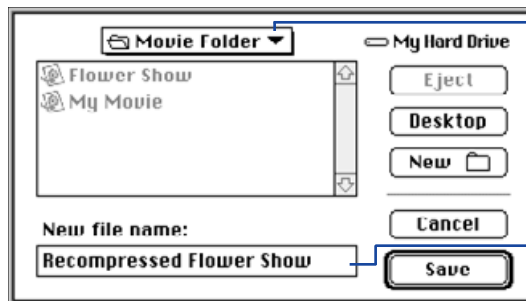 Movie Folder
My Hard Drive
Flower Show
My Movie
Eject
Desktop
New
New file name:
Cancel
Recompressed Flower Show
Save